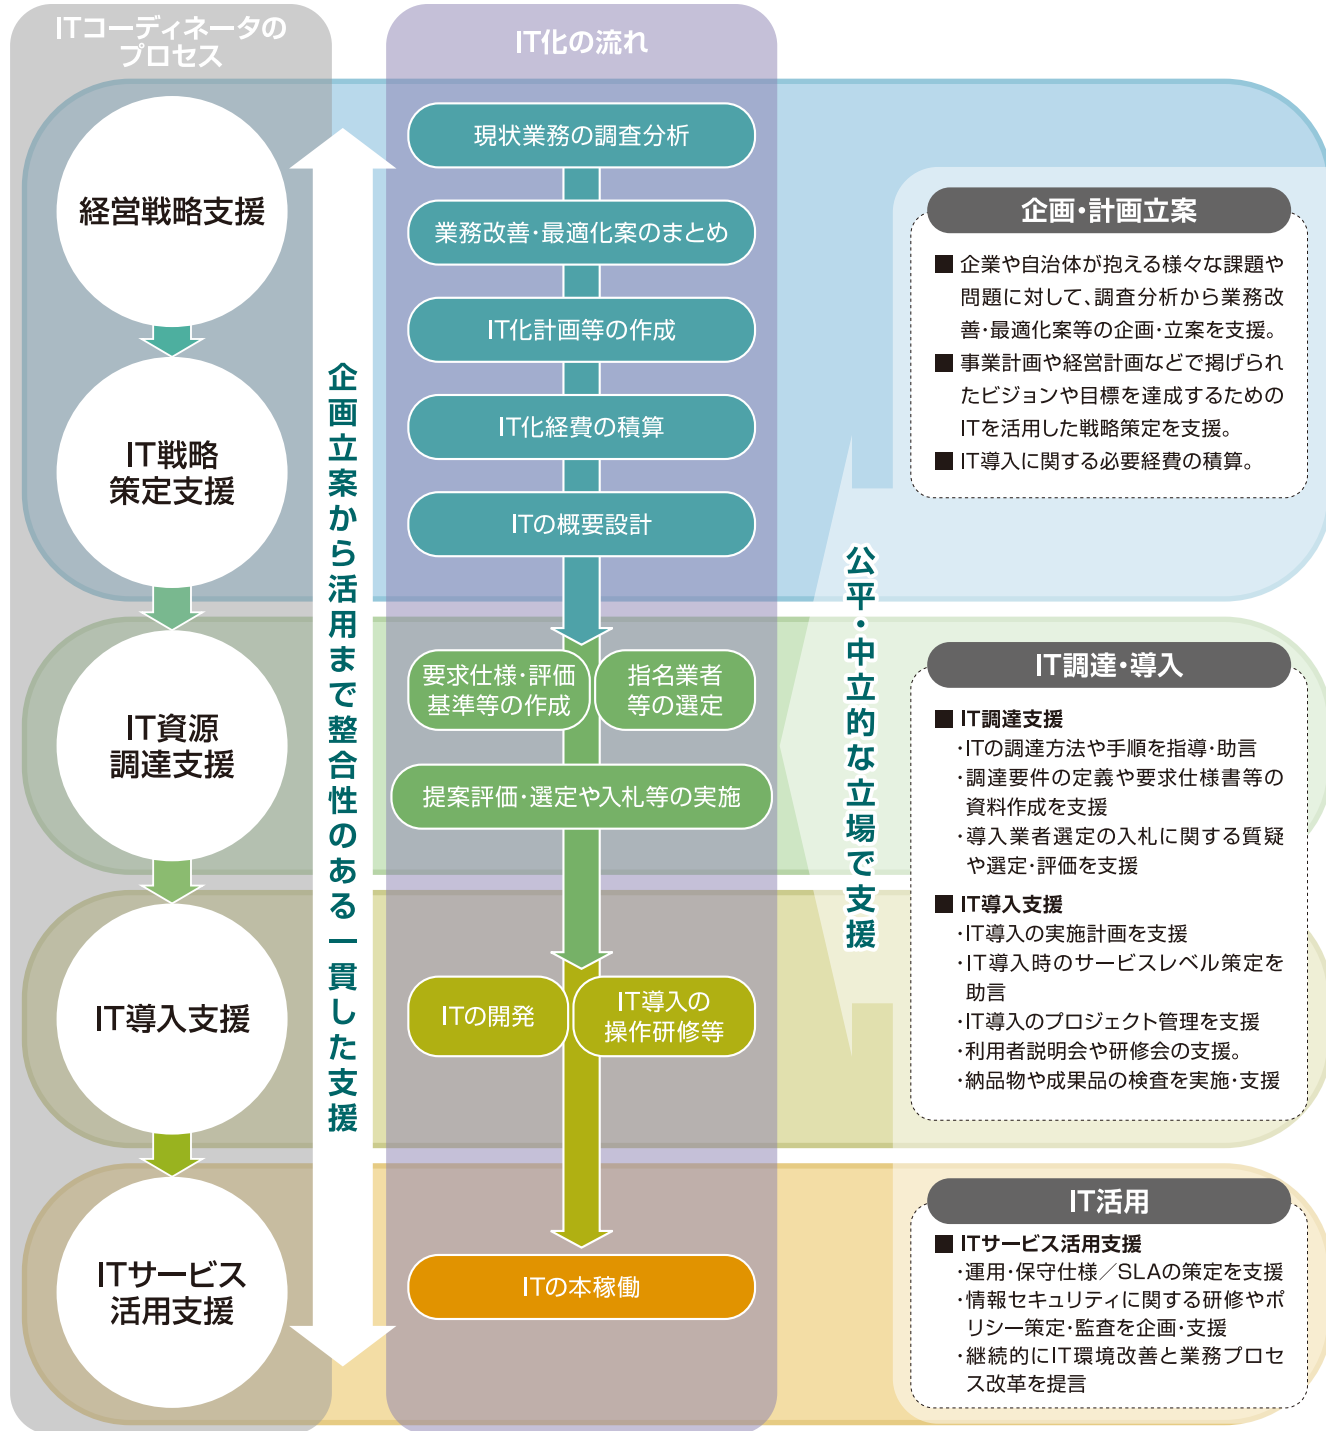 ITコーディネータの
プロセス
IT化の流れ
経営戦略支援
IT戦略
策定支援
IT資源
調達支援
IT導入支援
ITサービス
活用支援
企画立案から活用まで整合性のある一貫した支援
現状業務の調査分析
業務改善・最適化案のまとめ
IT化計画等の作成
IT化経費の積算
ITの概要設計
要求仕様・評価
基準等の作成
指名業者
等の選定
提案評価・選定や入札等の実施
ITの開発
IT導入の
操作研修等
ITの本稼働
公平・中立的な立場で支援
企画・計画立案
■ 企業や自治体が抱える様々な課題や
問題に対して、調査分析から業務改
善・最適化案等の企画・立案を支援。
■ 事業計画や経営計画などで掲げられ
たビジョンや目標を達成するための
ITを活用した戦略策定を支援。
■ IT導入に関する必要経費の積算。
IT調達・導入
■ IT調達支援
・ITの調達方法や手順を指導・助言
・調達要件の定義や要求仕様書等の
資料作成を支援
・導入業者選定の入札に関する質疑
や選定・評価を支援
■ IT導入支援
・IT導入の実施計画を支援
・IT導入時のサービスレベル策定を
助言
・IT導入のプロジェクト管理を支援
・利用者説明会や研修会の支援。
・納品物や成果品の検査を実施・支援
IT活用
■ ITサービス活用支援
・運用・保守仕様／SLAの策定を支援
・情報セキュリティに関する研修やポ
リシー策定・監査を企画・支援
・継続的にIT環境改善と業務プロセ
ス改革を提言